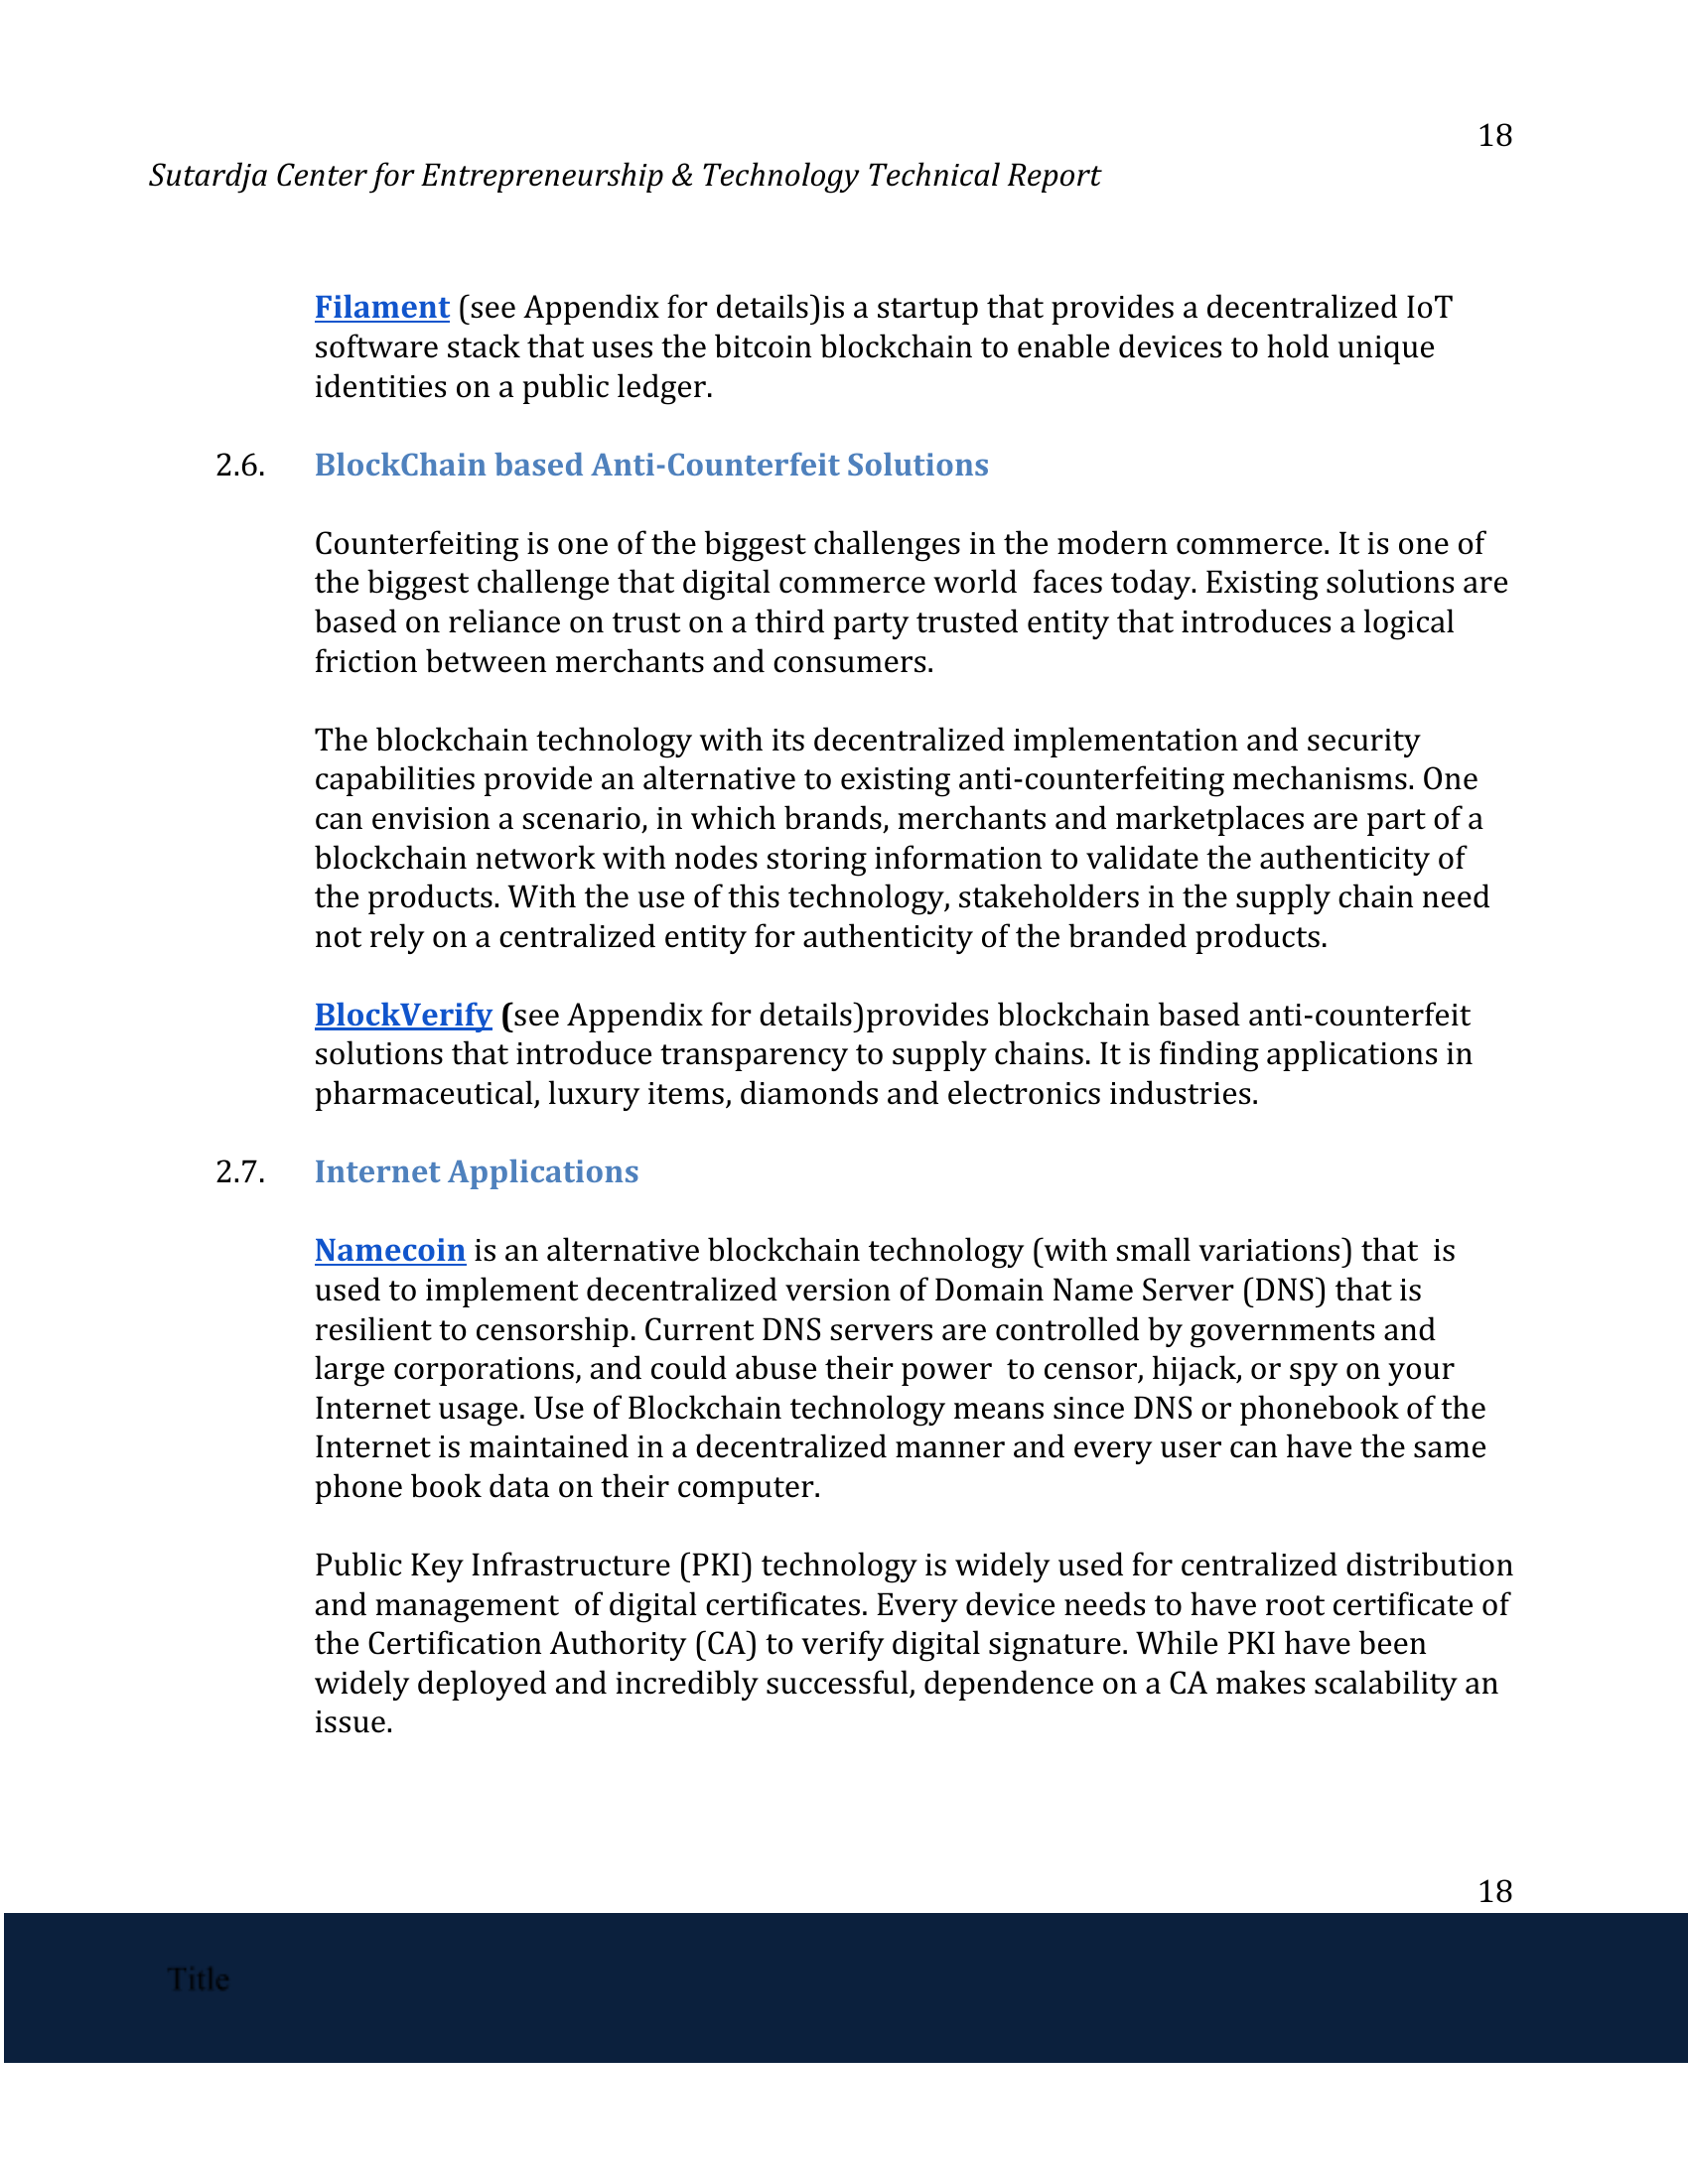 18
Sutardja Center for Entrepreneurship & Technology Technical Report
Filament (see Appendix for details)is a startup that provides a decentralized IoT
software stack that uses the bitcoin blockchain to enable devices to hold unique
identities on a public ledger.
2.6. BlockChain based Anti-Counterfeit Solutions
Counterfeiting is one of the biggest challenges in the modern commerce. It is one of
the biggest challenge that digital commerce world  faces today. Existing solutions are
based on reliance on trust on a third party trusted entity that introduces a logical
friction between merchants and consumers.
The blockchain technology with its decentralized implementation and security
capabilities provide an alternative to existing anti-counterfeiting mechanisms. One
can envision a scenario, in which brands, merchants and marketplaces are part of a
blockchain network with nodes storing information to validate the authenticity of
the products. With the use of this technology, stakeholders in the supply chain need
not rely on a centralized entity for authenticity of the branded products.
BlockVerify (see Appendix for details)provides blockchain based anti-counterfeit
solutions that introduce transparency to supply chains. It is finding applications in
pharmaceutical, luxury items, diamonds and electronics industries.
2.7. Internet Applications
Namecoin is an alternative blockchain technology (with small variations) that  is
used to implement decentralized version of Domain Name Server (DNS) that is
resilient to censorship. Current DNS servers are controlled by governments and
large corporations, and could abuse their power  to censor, hijack, or spy on your
Internet usage. Use of Blockchain technology means since DNS or phonebook of the
Internet is maintained in a decentralized manner and every user can have the same
phone book data on their computer.
Public Key Infrastructure (PKI) technology is widely used for centralized distribution
and management  of digital certificates. Every device needs to have root certificate of
the Certification Authority (CA) to verify digital signature. While PKI have been
widely deployed and incredibly successful, dependence on a CA makes scalability an
issue.
18
Title